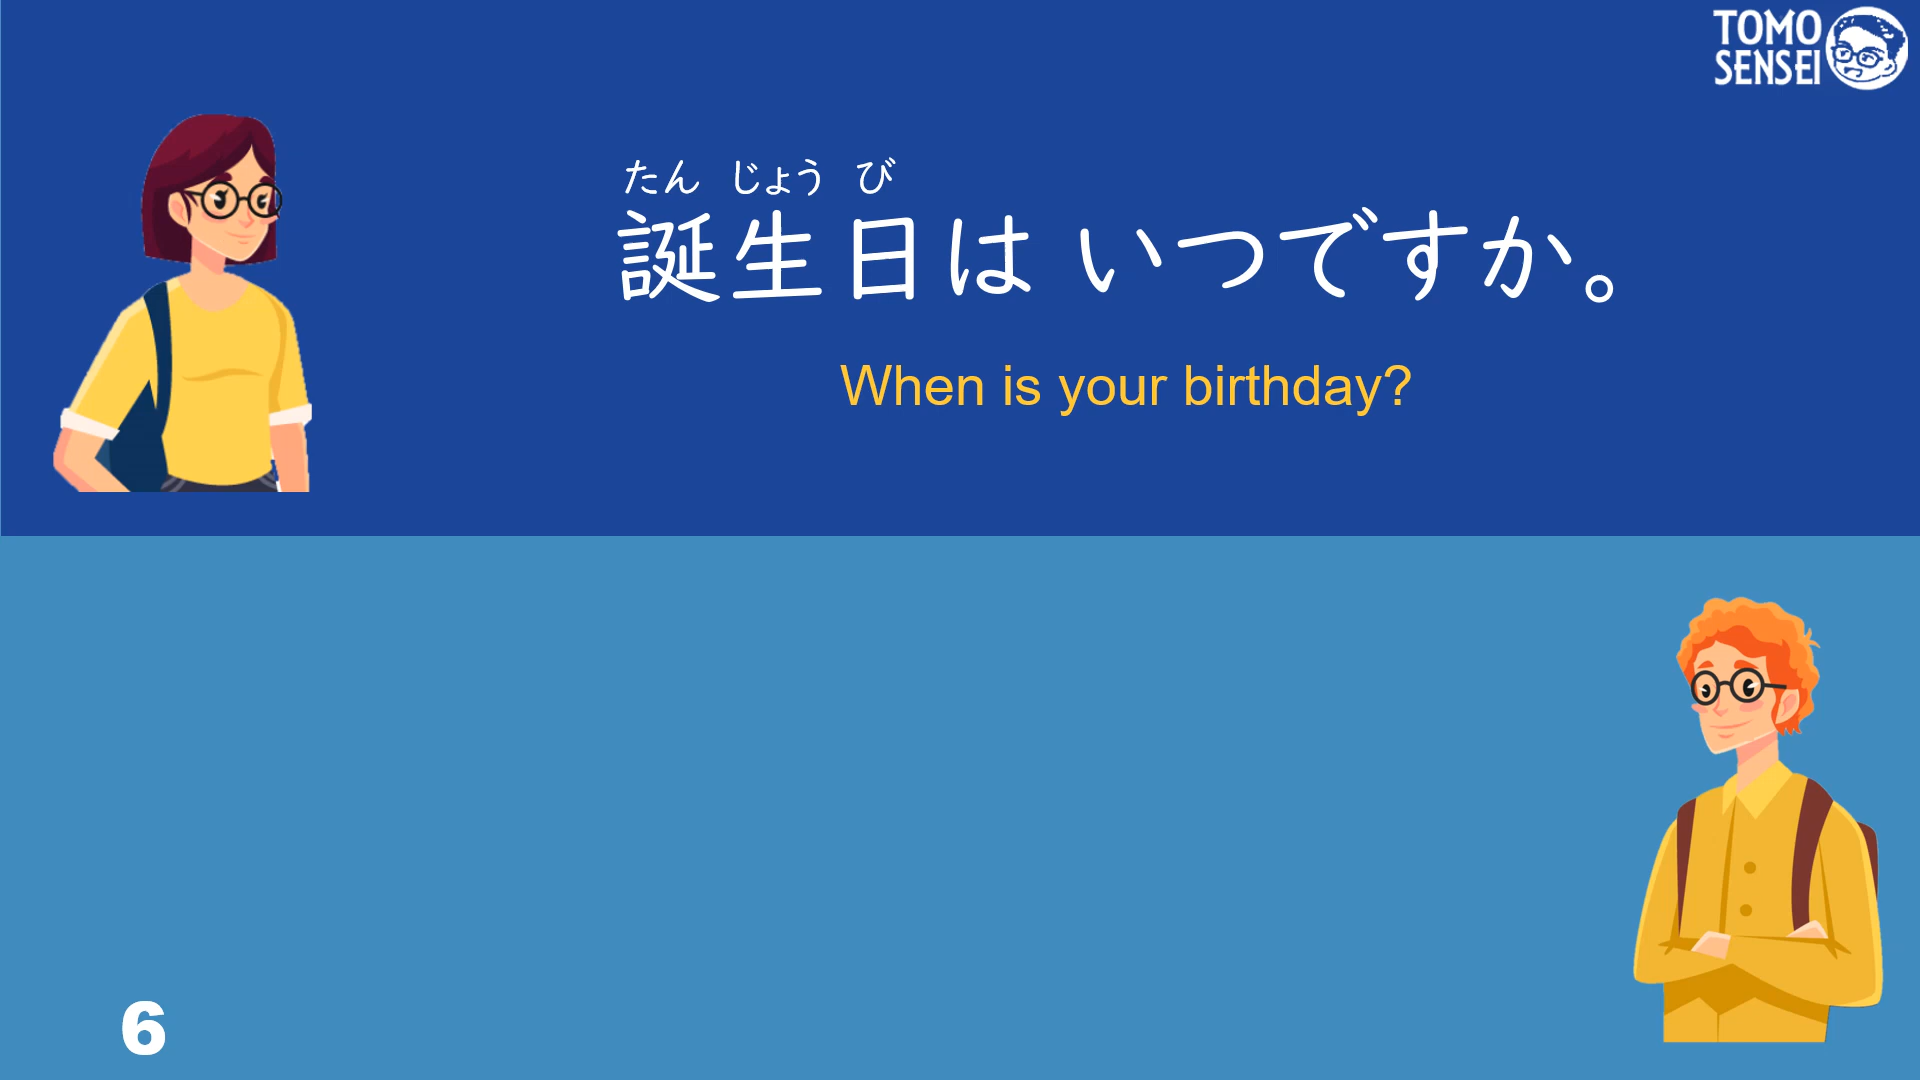 TOMO
SENSEI
たん じょう び
誕生日は いつですか。
When is your birthday?
6